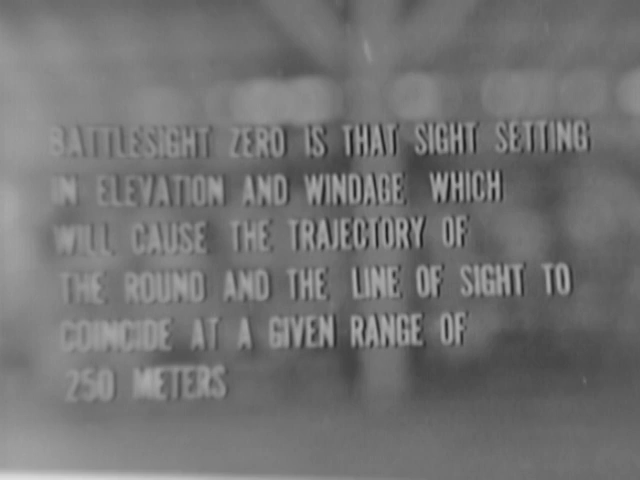 BATTLESIGHT ZERO IS THAT SIGHT SETTING
IN ELEVATION AND WINDAGE WHICH
WILL CAUSE THE TRAJECTORY OF
THE ROUND AND THE LINE OF SIGHT TO
COINCIDE AT A GIVEN RANGE OF
250 METERS